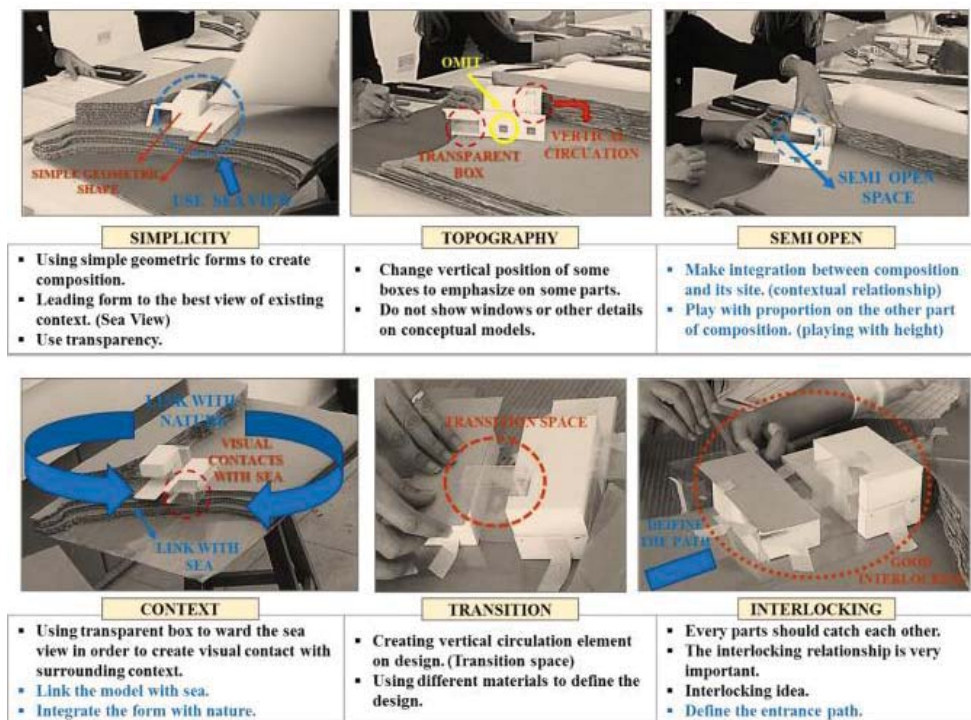 SIMPLE GEOMETRIC
SHAPE
USE SEA VIEW
OMIT
TRANSPARENT
BOX
VERTICAL
CIRCUATION
SEMI OPEN
SPACE
SIMPLICITY
▪ Using simple geometric forms to create
composition.
▪ Leading form to the best view of existing
context. (Sea View)
▪ Use transparency.
TOPOGRAPHY
▪ Change vertical position of some
boxes to emphasize on some parts.
▪ Do not show windows or other details
on conceptual models.
SEMI OPEN
▪ Make integration between composition
and its site. (contextual relationship)
▪ Play with proportion on the other part
of composition. (playing with height)
LINK WITH
NATURE
VISUAL
CONTACTS
WITH SEA
LINK WITH
SEA
TRANSITION SPACE
DEIFINE
THE PATH
GOOD
INTERLOCKING
CONTEXT
▪ Using transparent box to ward the sea
view in order to create visual contact with
surrounding context.
▪ Link the model with sea.
▪ Integrate the form with nature.
TRANSITION
▪ Creating vertical circulation element
on design. (Transition space)
▪ Using different materials to define the
design.
INTERLOCKING
▪ Every parts should catch each other.
▪ The interlocking relationship is very
important.
▪ Interlocking idea.
▪ Define the entrance path.